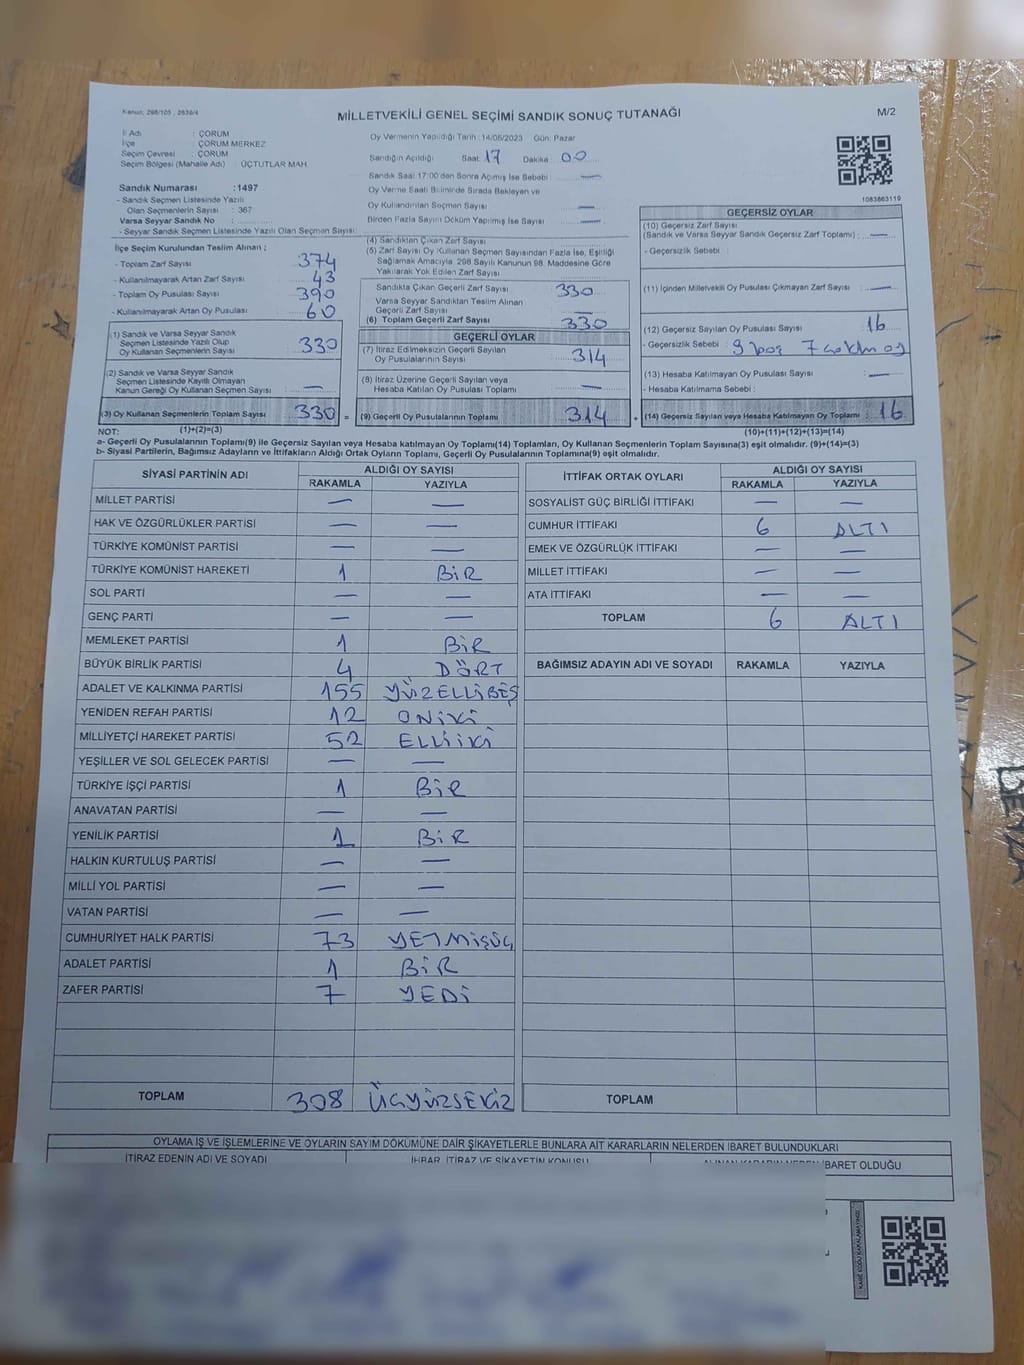 Kanun: 298/105 , 2839/4
MİLLETVEKİLİ GENEL SEÇİMİ SANDIK SONUÇ TUTANAĞI
M/2
İl Adı : ÇORUM
İlçe : ÇORUM MERKEZ
Seçim Çevresi : ÇORUM
Seçim Bölgesi (Mahalle Adı) : ÜÇTUTLAR MAH.
Oy Vermenin Yapıldığı Tarih :14/05/2023 Gün: Pazar
Sandığın Açıldığı Saat: 17 Dakika 00
Sandık Saat 17:00'den Sonra Açılmış İse Sebebi : —
Oy Verme Saati Bitiminde Sırada Bekleyen ve
Oy Kullandırılan Seçmen Sayısı : —
Birden Fazla Sayım Döküm Yapılmış İse Sayısı : —
1083863119
Sandık Numarası :1497
- Sandık Seçmen Listesinde Yazılı
Olan Seçmenlerin Sayısı : 367
Varsa Seyyar Sandık No :
- Seyyar Sandık Seçmen Listesinde Yazılı Olan Seçmen Sayısı:
İlçe Seçim Kurulundan Teslim Alınan ;
- Toplam Zarf Sayısı 374
- Kullanılmayarak Artan Zarf Sayısı : 43
- Toplam Oy Pusulası Sayısı : 390
- Kullanılmayarak Artan Oy Pusulası : 60
(1) Sandık ve Varsa Seyyar Sandık
Seçmen Listesinde Yazılı Olup
Oy Kullanan Seçmenlerin Sayısı 330
(2) Sandık ve Varsa Seyyar Sandık
Seçmen Listesinde Kayıtlı Olmayan
Kanun Gereği Oy Kullanan Seçmen Sayısı : —
(3) Oy Kullanan Seçmenlerin Toplam Sayısı 330 =
(1)+(2)=(3)
(4) Sandıktan Çıkan Zarf Sayısı
(5) Zarf Sayısı Oy Kullanan Seçmen Sayısından Fazla İse, Eşitliği
Sağlamak Amacıyla 298 Sayılı Kanunun 98. Maddesine Göre
Yakılarak Yok Edilen Zarf Sayısı
Sandıkta Çıkan Geçerli Zarf Sayısı 330
Varsa Seyyar Sandıktan Teslim Alınan
Geçerli Zarf Sayısı —
(6) Toplam Geçerli Zarf Sayısı 330
GEÇERLİ OYLAR
(7) İtiraz Edilmeksizin Geçerli Sayılan
Oy Pusulalarının Sayısı 314
(8) İtiraz Üzerine Geçerli Sayılan veya
Hesaba Katılan Oy Pusulası Toplamı —
(9) Geçerli Oy Pusulalarının Toplamı 314 +
GEÇERSİZ OYLAR
(10) Geçersiz Zarf Sayısı
(Sandık ve Varsa Seyyar Sandık Geçersiz Zarf Toplamı) : —
- Geçersizlik Sebebi :
(11) İçinden Milletvekili Oy Pusulası Çıkmayan Zarf Sayısı —
(12) Geçersiz Sayılan Oy Pusulası Sayısı 16
- Geçersizlik Sebebi : 9 boş 7
(13) Hesaba Katılmayan Oy Pusulası Sayısı : —
- Hesaba Katılmama Sebebi :
(14) Geçersiz Sayılan veya Hesaba Katılmayan Oy Toplamı : 16
(10)+(11)+(12)+(13)=(14)
NOT:
a- Geçerli Oy Pusulalarının Toplamı(9) ile Geçersiz Sayılan veya Hesaba katılmayan Oy Toplamı(14) Toplamları, Oy Kullanan Seçmenlerin Toplam Sayısına(3) eşit olmalıdır. (9)+(14)=(3)
b- Siyasi Partilerin, Bağımsız Adayların ve İttifakların Aldığı Ortak Oyların Toplamı, Geçerli Oy Pusulalarının Toplamına(9) eşit olmalıdır.
SİYASİ PARTİNİN ADI ALDIĞI OY SAYISI
RAKAMLA YAZIYLA
MİLLET PARTİSİ — —
HAK VE ÖZGÜRLÜKLER PARTİSİ — —
TÜRKİYE KOMÜNİST PARTİSİ — —
TÜRKİYE KOMÜNİST HAREKETİ 1 BİR
SOL PARTİ — —
GENÇ PARTİ — —
MEMLEKET PARTİSİ 1 BİR
BÜYÜK BİRLİK PARTİSİ 4 DÖRT
ADALET VE KALKINMA PARTİSİ 155 YÜZELLİBEŞ
YENİDEN REFAH PARTİSİ 12 ONİKİ
MİLLİYETÇİ HAREKET PARTİSİ 52 ELLİİKİ
YEŞİLLER VE SOL GELECEK PARTİSİ — —
TÜRKİYE İŞÇİ PARTİSİ 1 BİR
ANAVATAN PARTİSİ — —
YENİLİK PARTİSİ 1 BİR
HALKIN KURTULUŞ PARTİSİ — —
MİLLİ YOL PARTİSİ — —
VATAN PARTİSİ — —
CUMHURİYET HALK PARTİSİ 73 YETMİŞÜÇ
ADALET PARTİSİ 1 BİR
ZAFER PARTİSİ 7 YEDİ
TOPLAM 308 ÜÇYÜZSEKİZ
İTTİFAK ORTAK OYLARI ALDIĞI OY SAYISI
RAKAMLA YAZIYLA
SOSYALİST GÜÇ BİRLİĞİ İTTİFAKI — —
CUMHUR İTTİFAKI 6 ALTI
EMEK VE ÖZGÜRLÜK İTTİFAKI — —
MİLLET İTTİFAKI — —
ATA İTTİFAKI — —
TOPLAM 6 ALTI
BAĞIMSIZ ADAYIN ADI VE SOYADI RAKAMLA YAZIYLA
TOPLAM
OYLAMA İŞ VE İŞLEMLERİNE VE OYLARIN SAYIM DÖKÜMÜNE DAİR ŞİKAYETLERLE BUNLARA AİT KARARLARIN NELERDEN İBARET BULUNDUKLARI
İTİRAZ EDENİN ADI VE SOYADI İHBAR, İTİRAZ VE ŞİKAYETİN KONUSU ALINAN KARARIN NEDEN İBARET OLDUĞU
KARE KODU KARALAMAYINIZ